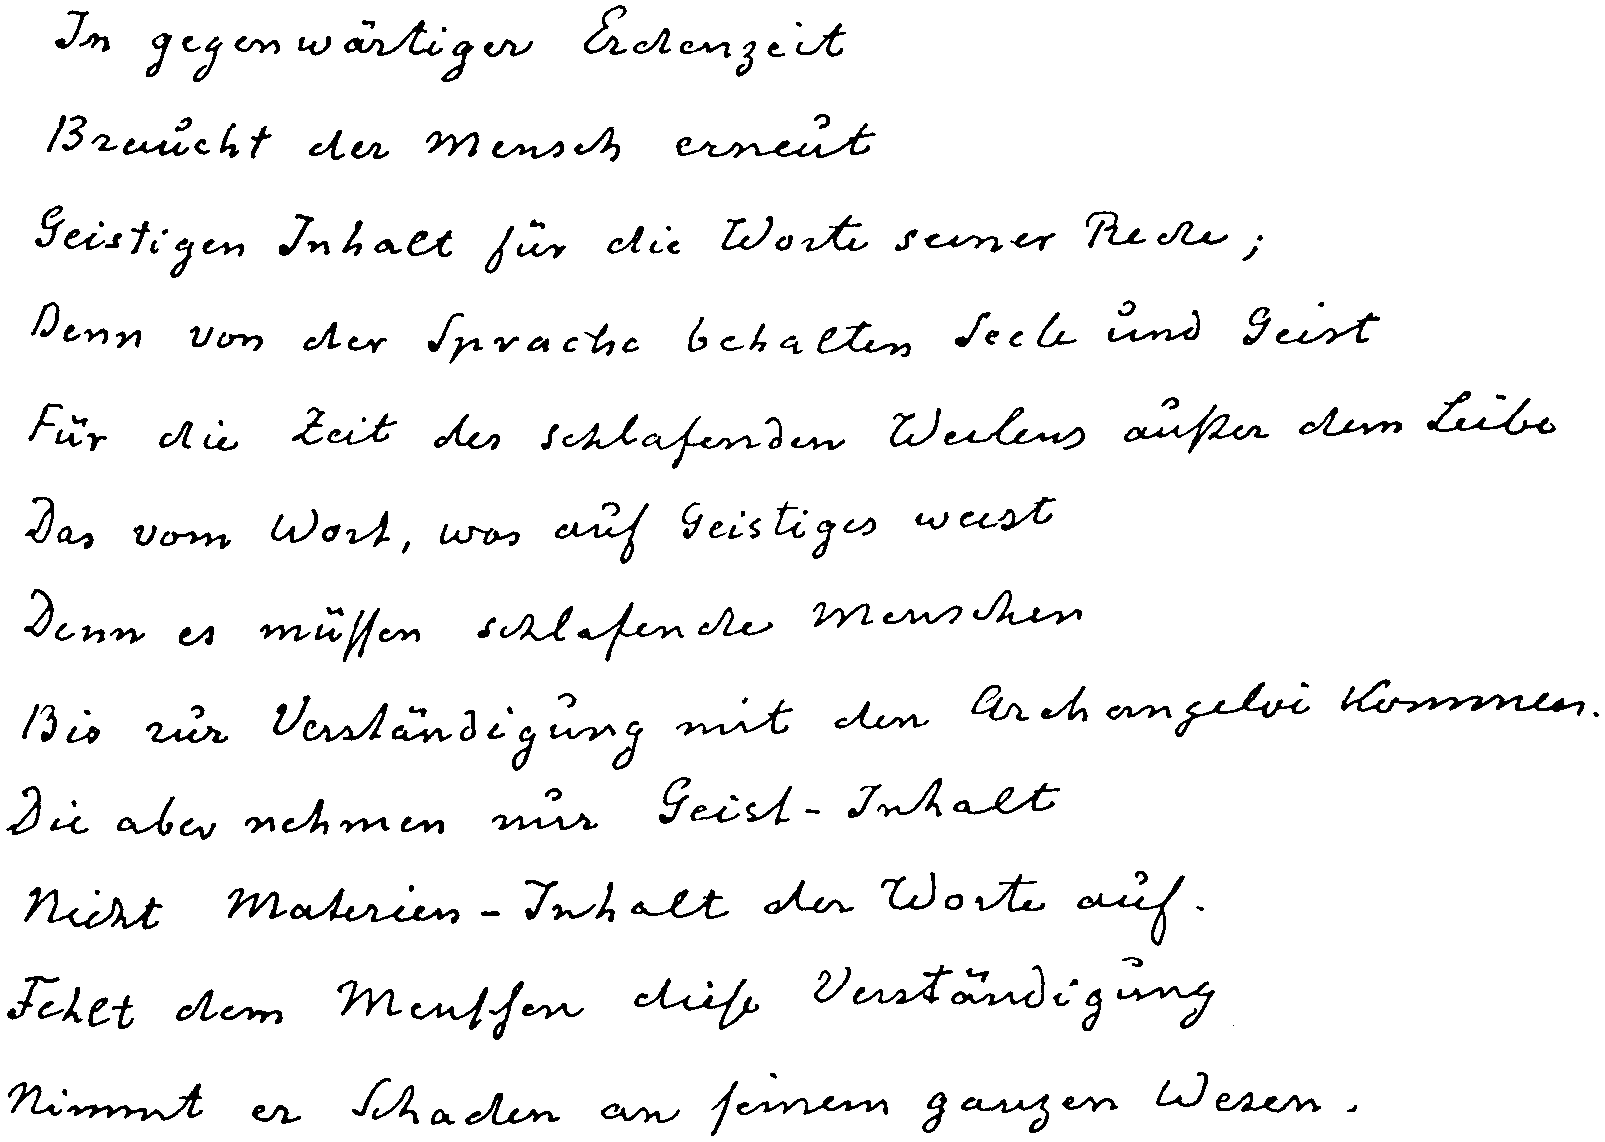 In gegenwärtiger Erdenzeit
Braucht der Mensch erneut
Geistigen Inhalt für die Worte seiner Rede;
Denn von der Sprache behalten Seele und Geist
Für die Zeit des schlafenden Weilens außer dem Leibe
Das vom Wort, was auf Geistiges weist
Denn es müssen schlafende Menschen
Bis zur Verständigung mit den Archangeloi kommen.
Die aber nehmen nur Geist-Inhalt
Nicht Materien-Inhalt der Worte auf.
Fehlt dem Menschen diese Verständigung
Nimmt er Schaden an seinem ganzen Wesen.